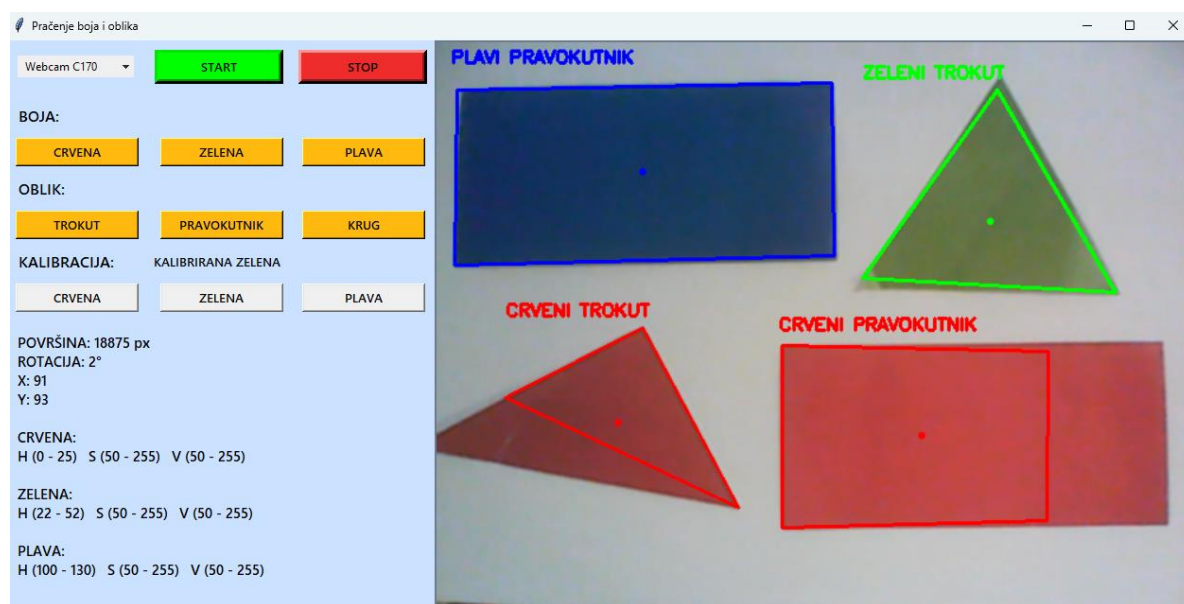 Pračenje boja i oblika
Webcam C170
START
STOP
BOJA:
CRVENA
ZELENA
PLAVA
OBLIK:
TROKUT
PRAVOKUTNIK
KRUG
KALIBRACIJA:
KALIBRIRANA ZELENA
CRVENA
ZELENA
PLAVA
POVRŠINA: 18875 px
ROTACIJA: 2°
X: 91
Y: 93
CRVENA:
H (0 - 25) S (50 - 255) V (50 - 255)
ZELENA:
H (22 - 52) S (50 - 255) V (50 - 255)
PLAVA:
H (100 - 130) S (50 - 255) V (50 - 255)
PLAVI PRAVOKUTNIK
ZELENI TROKUT
CRVENI TROKUT
CRVENI PRAVOKUTNIK